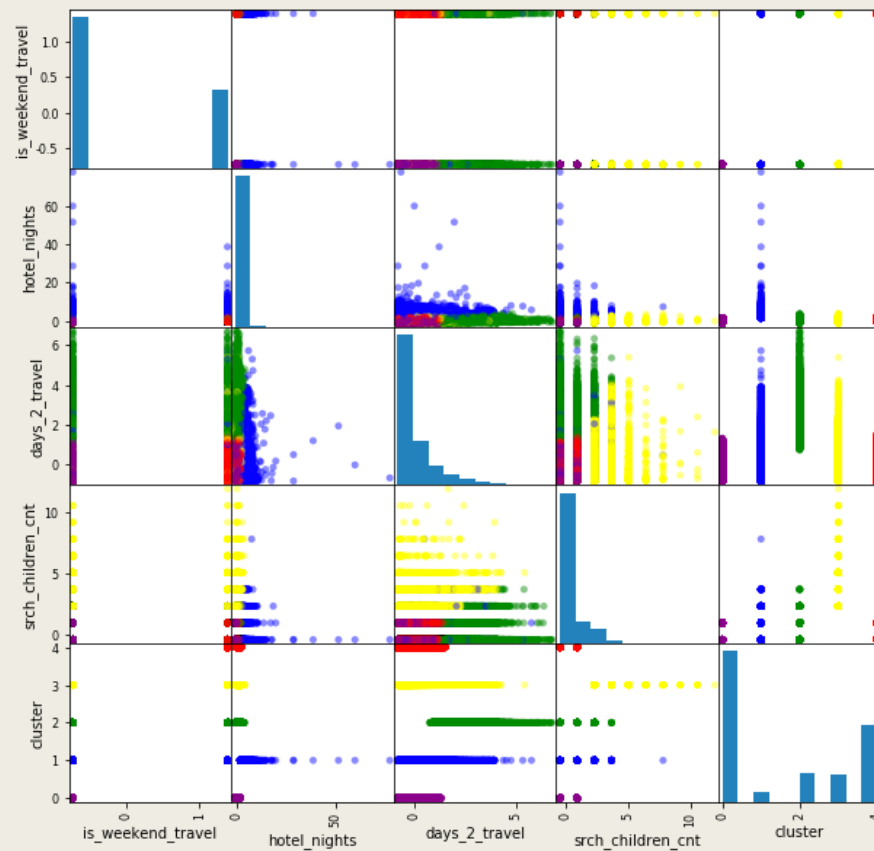 is_weekend_travel
1.0
0.5
0.0
-0.5
hotel_nights
60
40
20
0
days_2_travel
6
4
2
0
srch_children_cnt
10
5
0
cluster
4
3
2
1
0
0 1 0 50 0 5 0 5 10 0 2 4
is_weekend_travel hotel_nights days_2_travel srch_children_cnt cluster